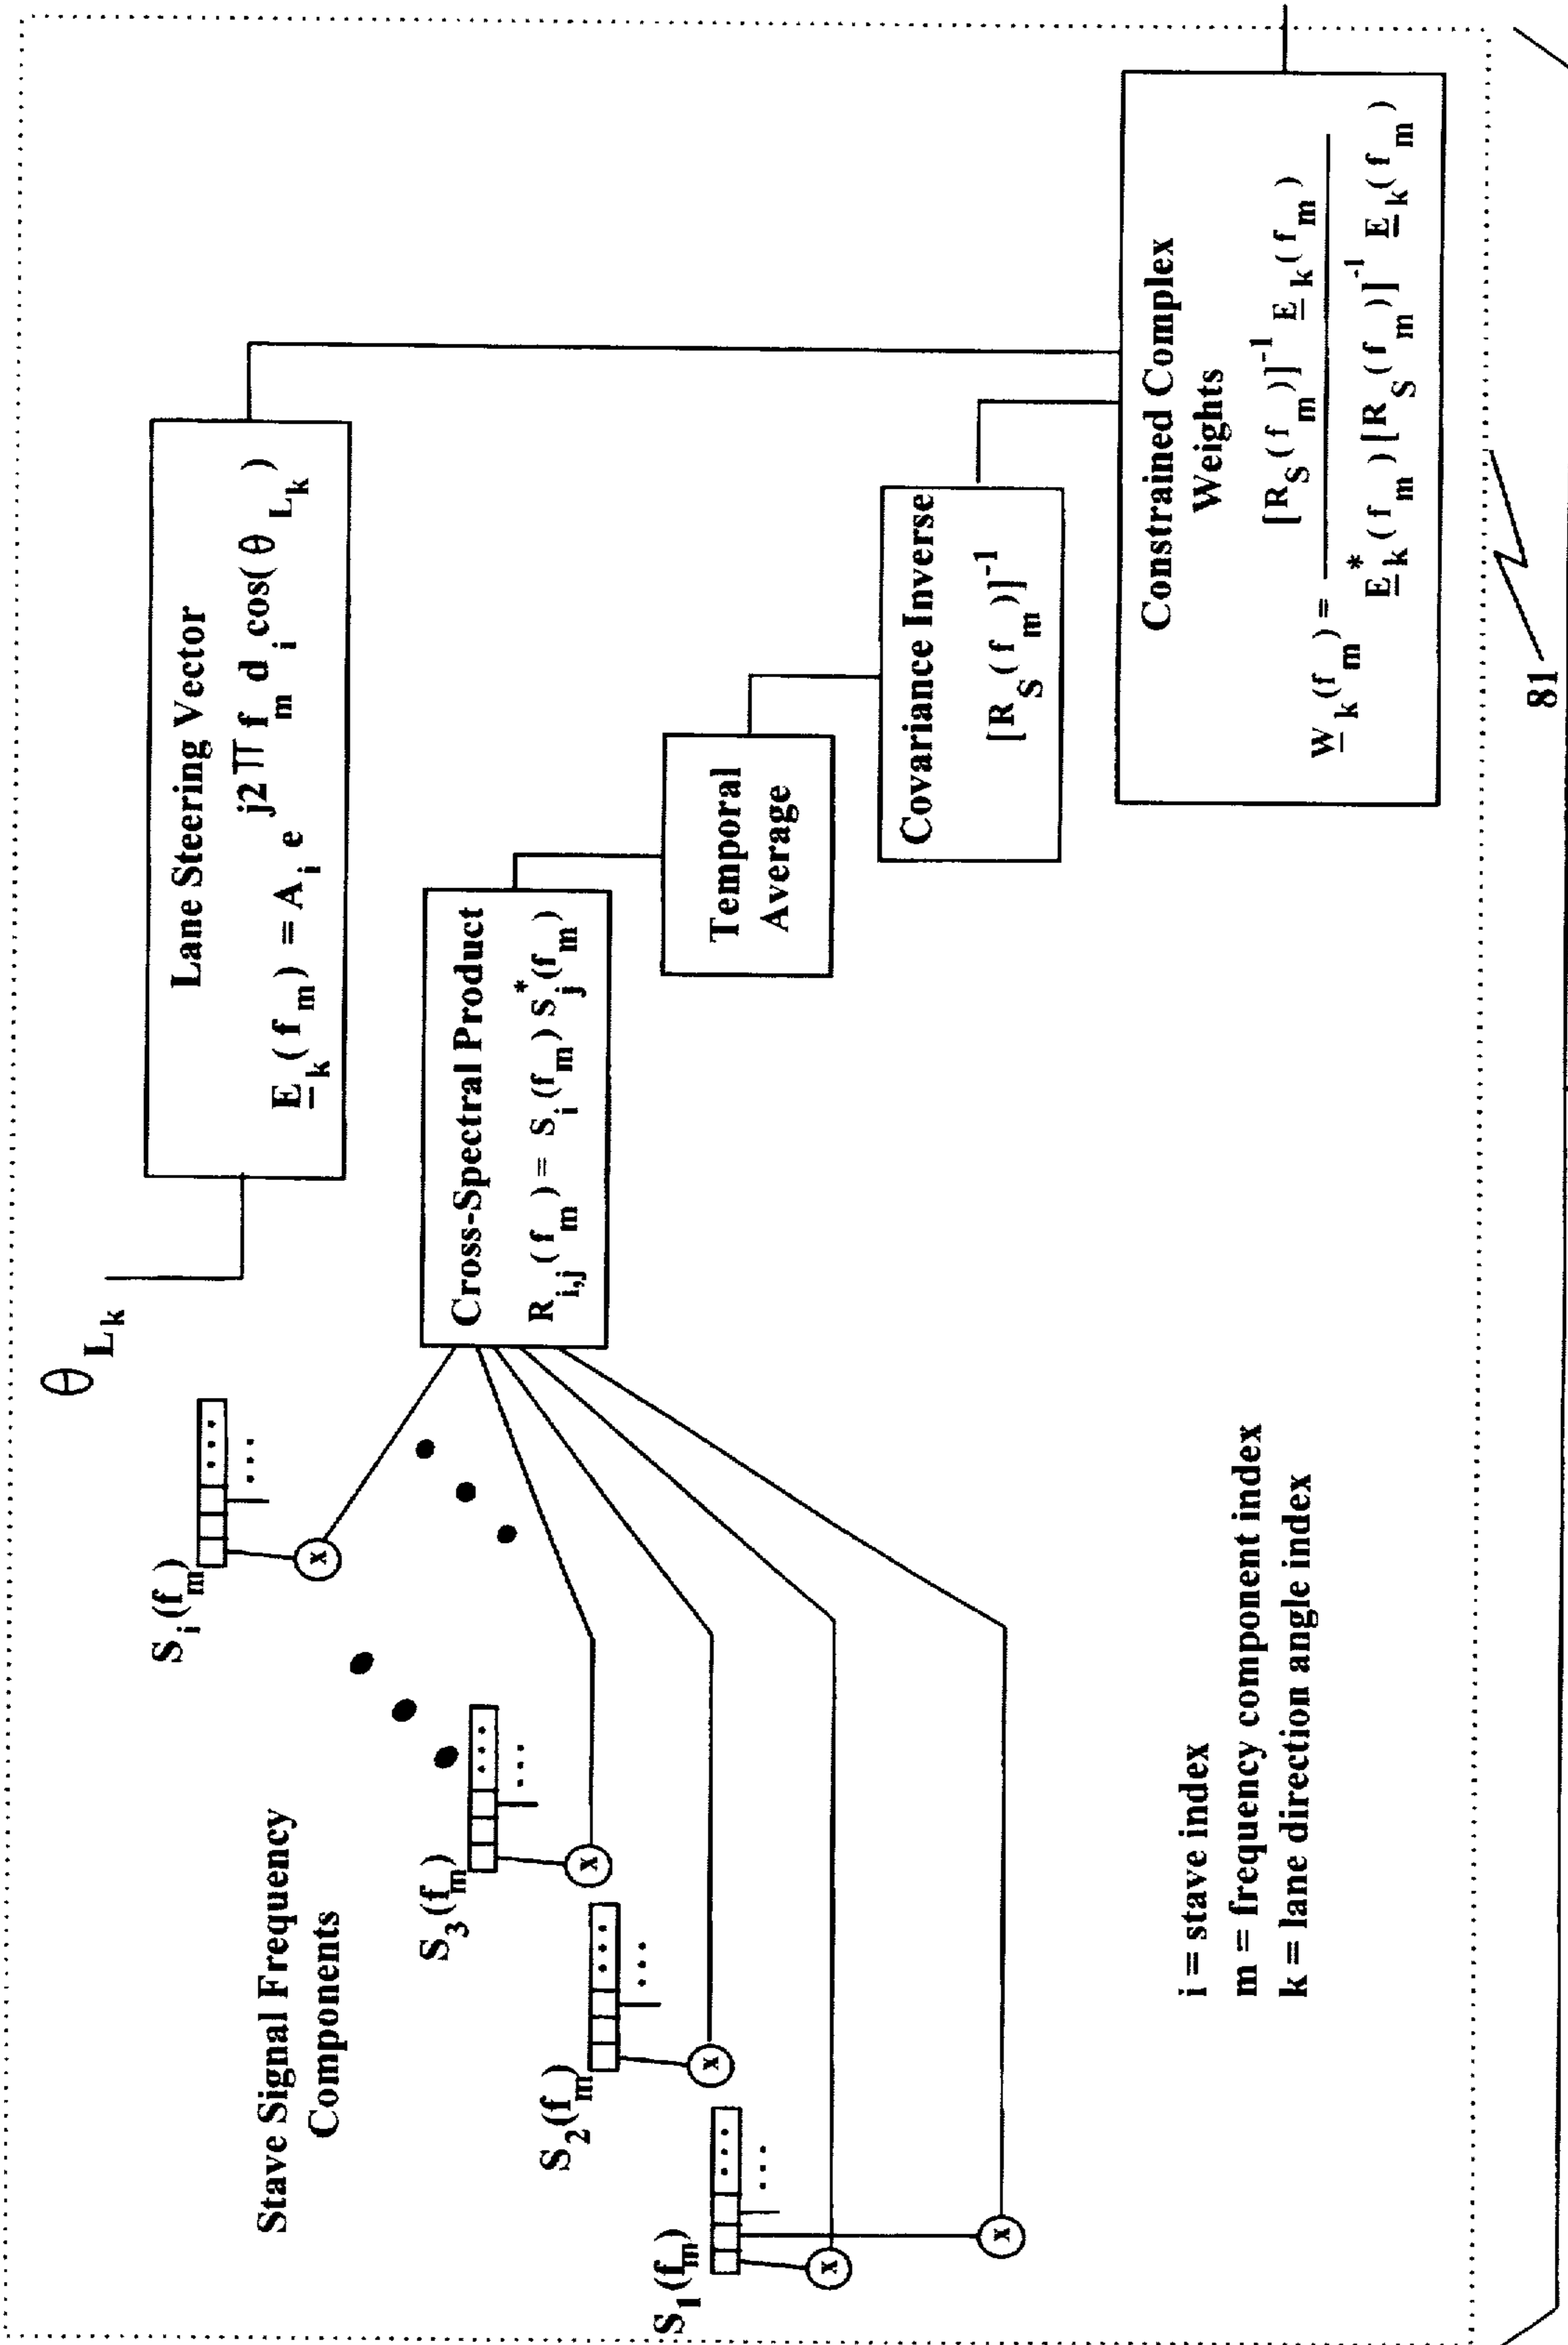 θ_{L_k}
Lane Steering Vector
E_k(f_m) = A_i e^{j2π f_m d_i cos(θ_{L_k})}
Stave Signal Frequency
Components
S_i(f_m)
S_3(f_m)
S_2(f_m)
S_1(f_m)
x
x
x
x
x
Cross-Spectral Product
R_{i,j}(f_m) = S_i(f_m) S_j^*(f_m)
Temporal
Average
Covariance Inverse
[R_S(f_m)]^{-1}
Constrained Complex
Weights
W_k(f_m) = [R_S(f_m)]^{-1} E_k(f_m) / E_k^*(f_m) [R_S(f_m)]^{-1} E_k(f_m)
i = stave index
m = frequency component index
k = lane direction angle index
81